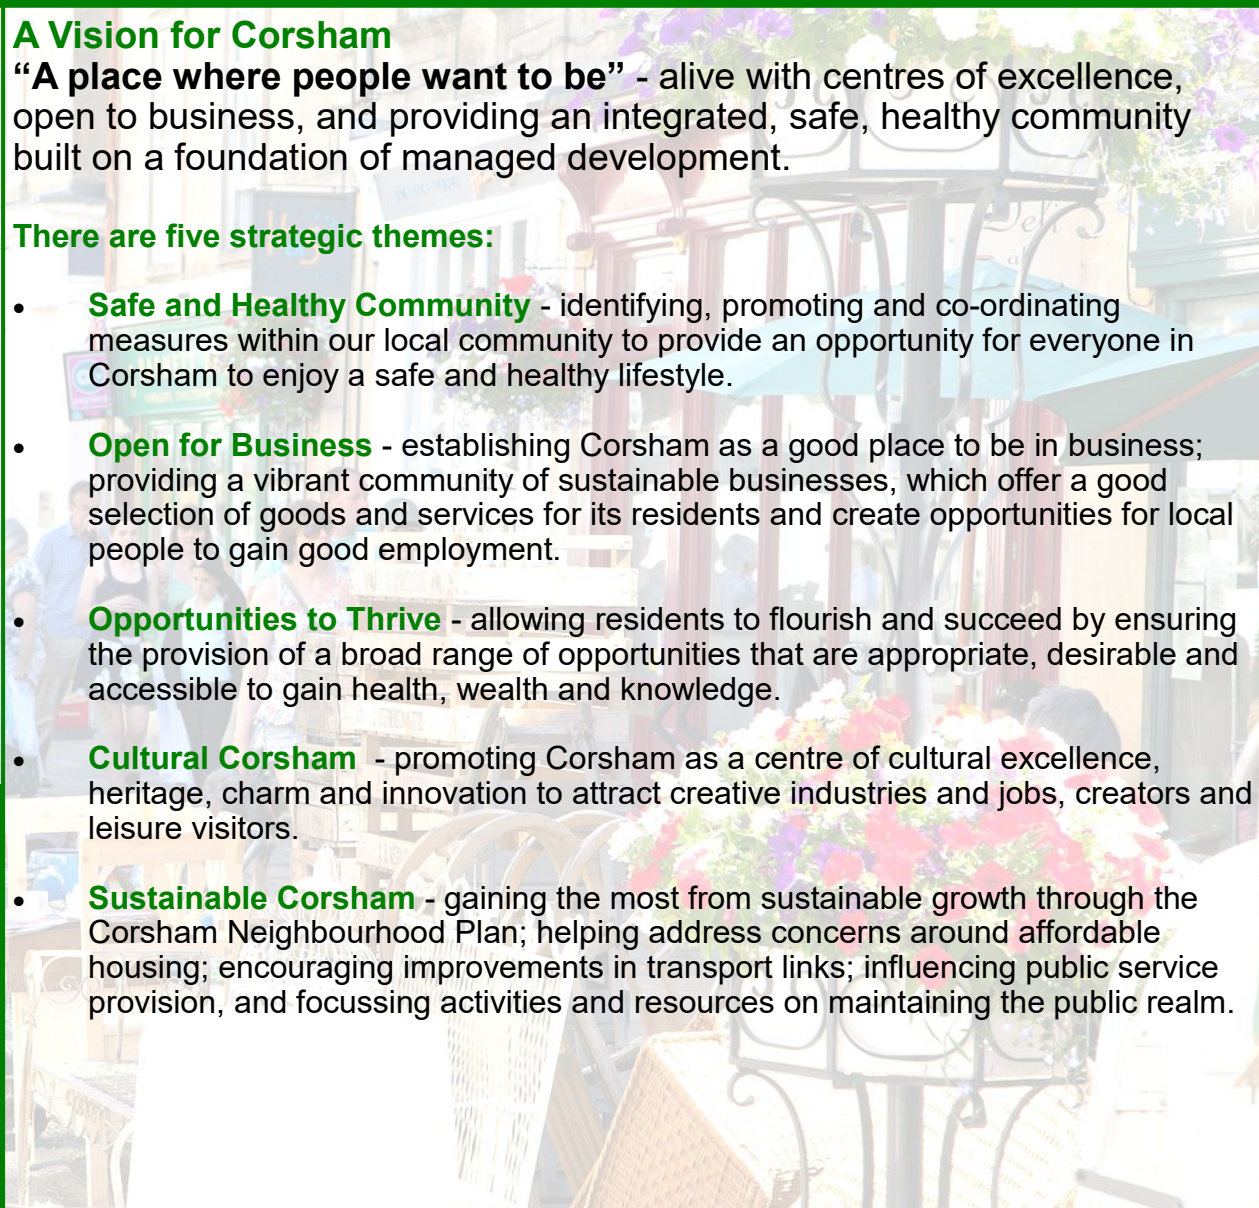 A Vision for Corsham
“A place where people want to be” - alive with centres of excellence,
open to business, and providing an integrated, safe, healthy community
built on a foundation of managed development.
There are five strategic themes:
• Safe and Healthy Community - identifying, promoting and co-ordinating
measures within our local community to provide an opportunity for everyone in
Corsham to enjoy a safe and healthy lifestyle.
• Open for Business - establishing Corsham as a good place to be in business;
providing a vibrant community of sustainable businesses, which offer a good
selection of goods and services for its residents and create opportunities for local
people to gain good employment.
• Opportunities to Thrive - allowing residents to flourish and succeed by ensuring
the provision of a broad range of opportunities that are appropriate, desirable and
accessible to gain health, wealth and knowledge.
• Cultural Corsham - promoting Corsham as a centre of cultural excellence,
heritage, charm and innovation to attract creative industries and jobs, creators and
leisure visitors.
• Sustainable Corsham - gaining the most from sustainable growth through the
Corsham Neighbourhood Plan; helping address concerns around affordable
housing; encouraging improvements in transport links; influencing public service
provision, and focussing activities and resources on maintaining the public realm.
Deli